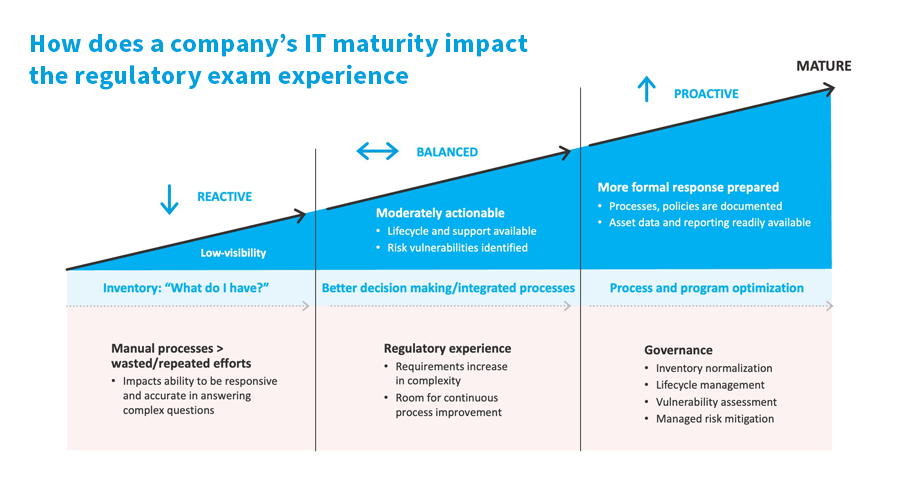 How does a company’s IT maturity impact
the regulatory exam experience
MATURE
PROACTIVE
BALANCED
REACTIVE
More formal response prepared
• Processes, policies are documented
• Asset data and reporting readily available
Moderately actionable
• Lifecycle and support available
• Risk vulnerabilities identified
Low-visibility
Inventory: “What do I have?”
Better decision making/integrated processes
Process and program optimization
Manual processes >
wasted/repeated efforts
• Impacts ability to be responsive
and accurate in answering
complex questions
Regulatory experience
• Requirements increase
in complexity
• Room for continuous
process improvement
Governance
• Inventory normalization
• Lifecycle management
• Vulnerability assessment
• Managed risk mitigation